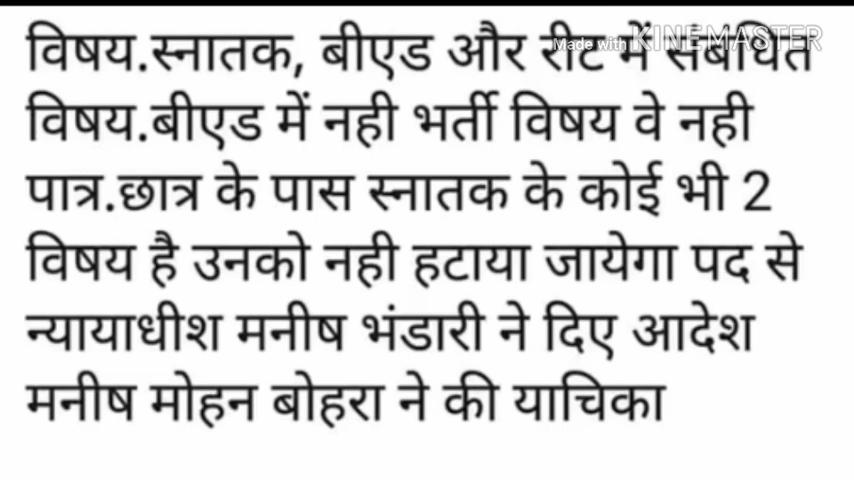 विषय.स्नातक, बीएड और रीट में संबंधित
Made with KINEMASTER
विषय.बीएड में नही भर्ती विषय वे नही
पात्र.छात्र के पास स्नातक के कोई भी 2
विषय है उनको नही हटाया जायेगा पद से
न्यायाधीश मनीष भंडारी ने दिए आदेश
मनीष मोहन बोहरा ने की याचिका